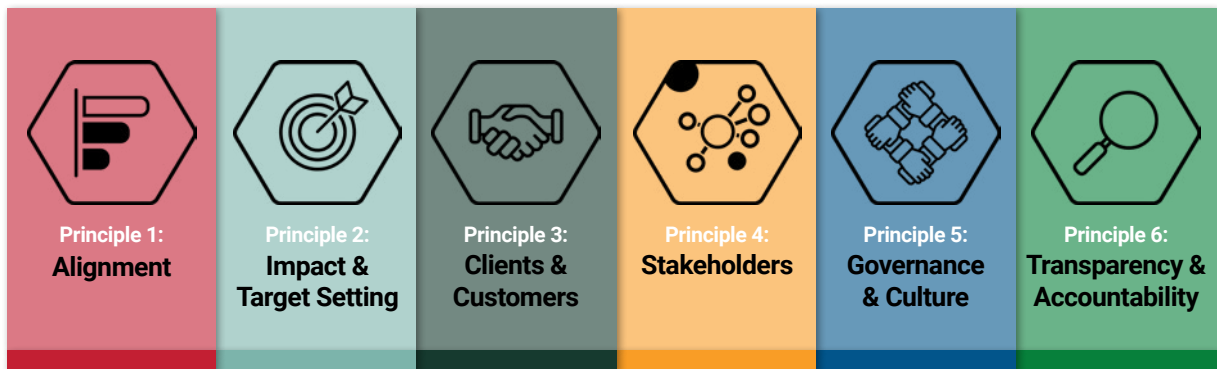 Principle 1:
Alignment
Principle 2:
Impact &
Target Setting
Principle 3:
Clients &
Customers
Principle 4:
Stakeholders
Principle 5:
Governance
& Culture
Principle 6:
Transparency &
Accountability